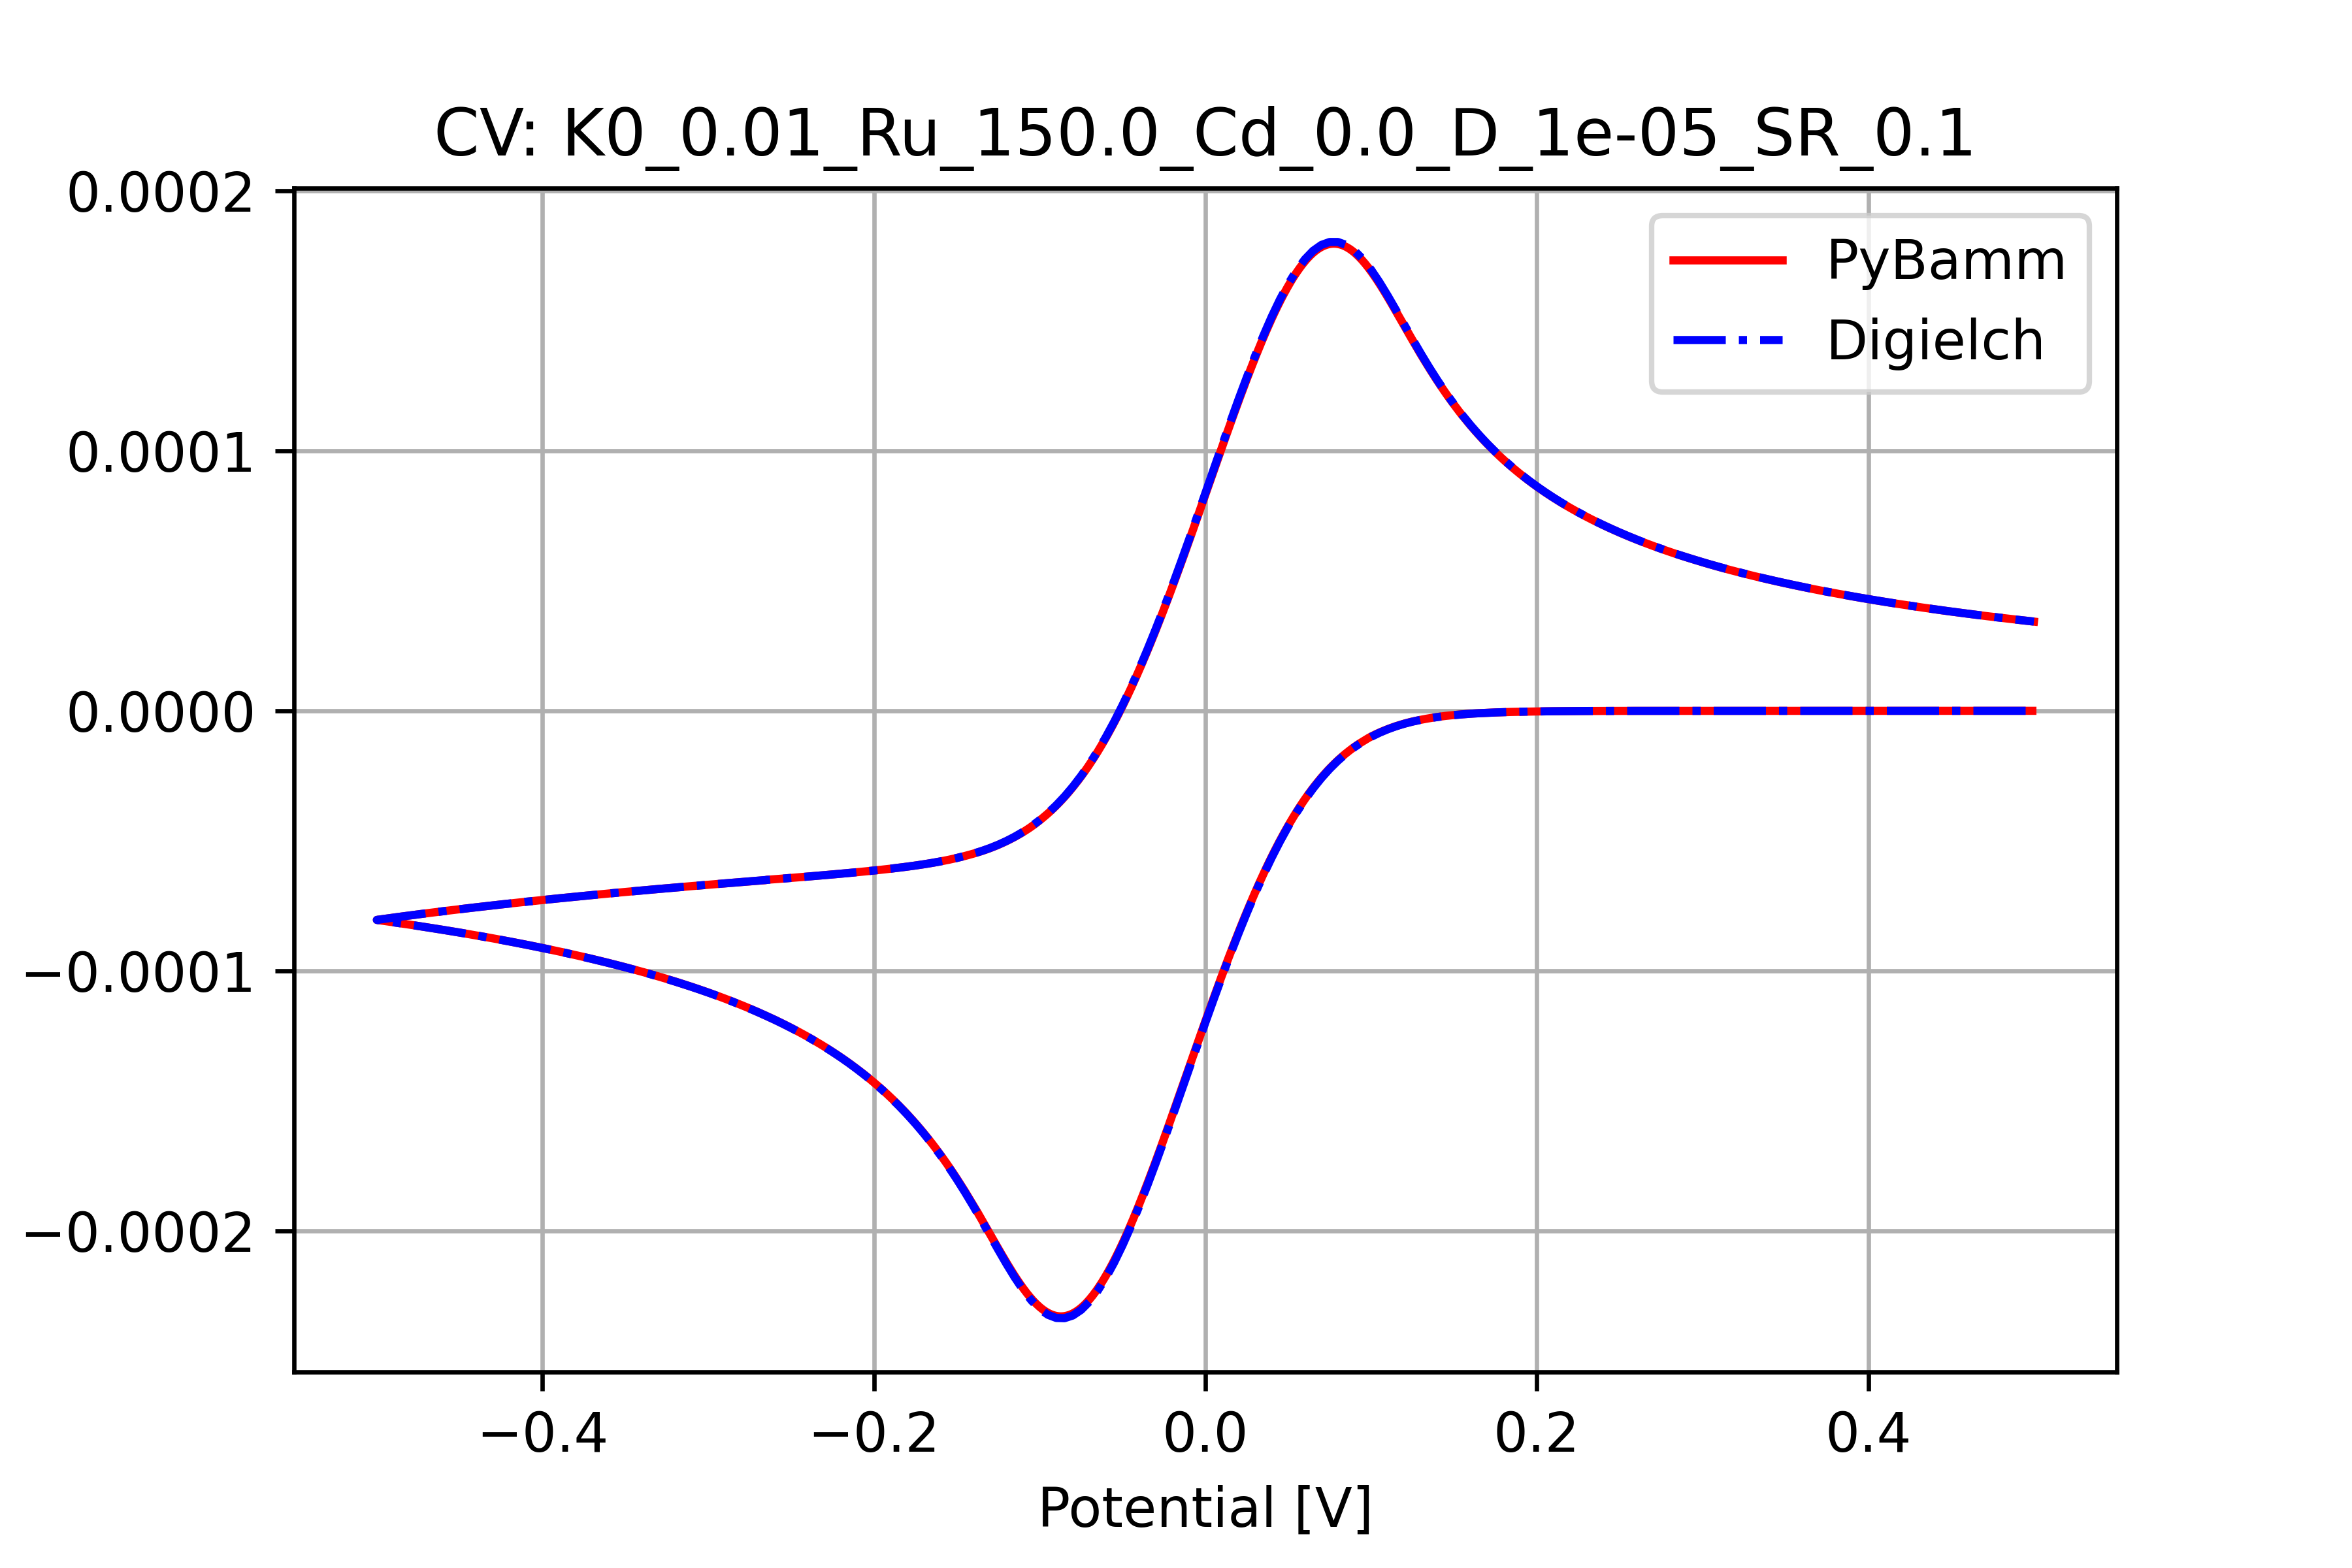 CV: K0_0.01_Ru_150.0_Cd_0.0_D_1e-05_SR_0.1
0.0002
0.0001
0.0000
−0.0001
−0.0002
PyBamm
Digielch
−0.4 −0.2 0.0 0.2 0.4
Potential [V]